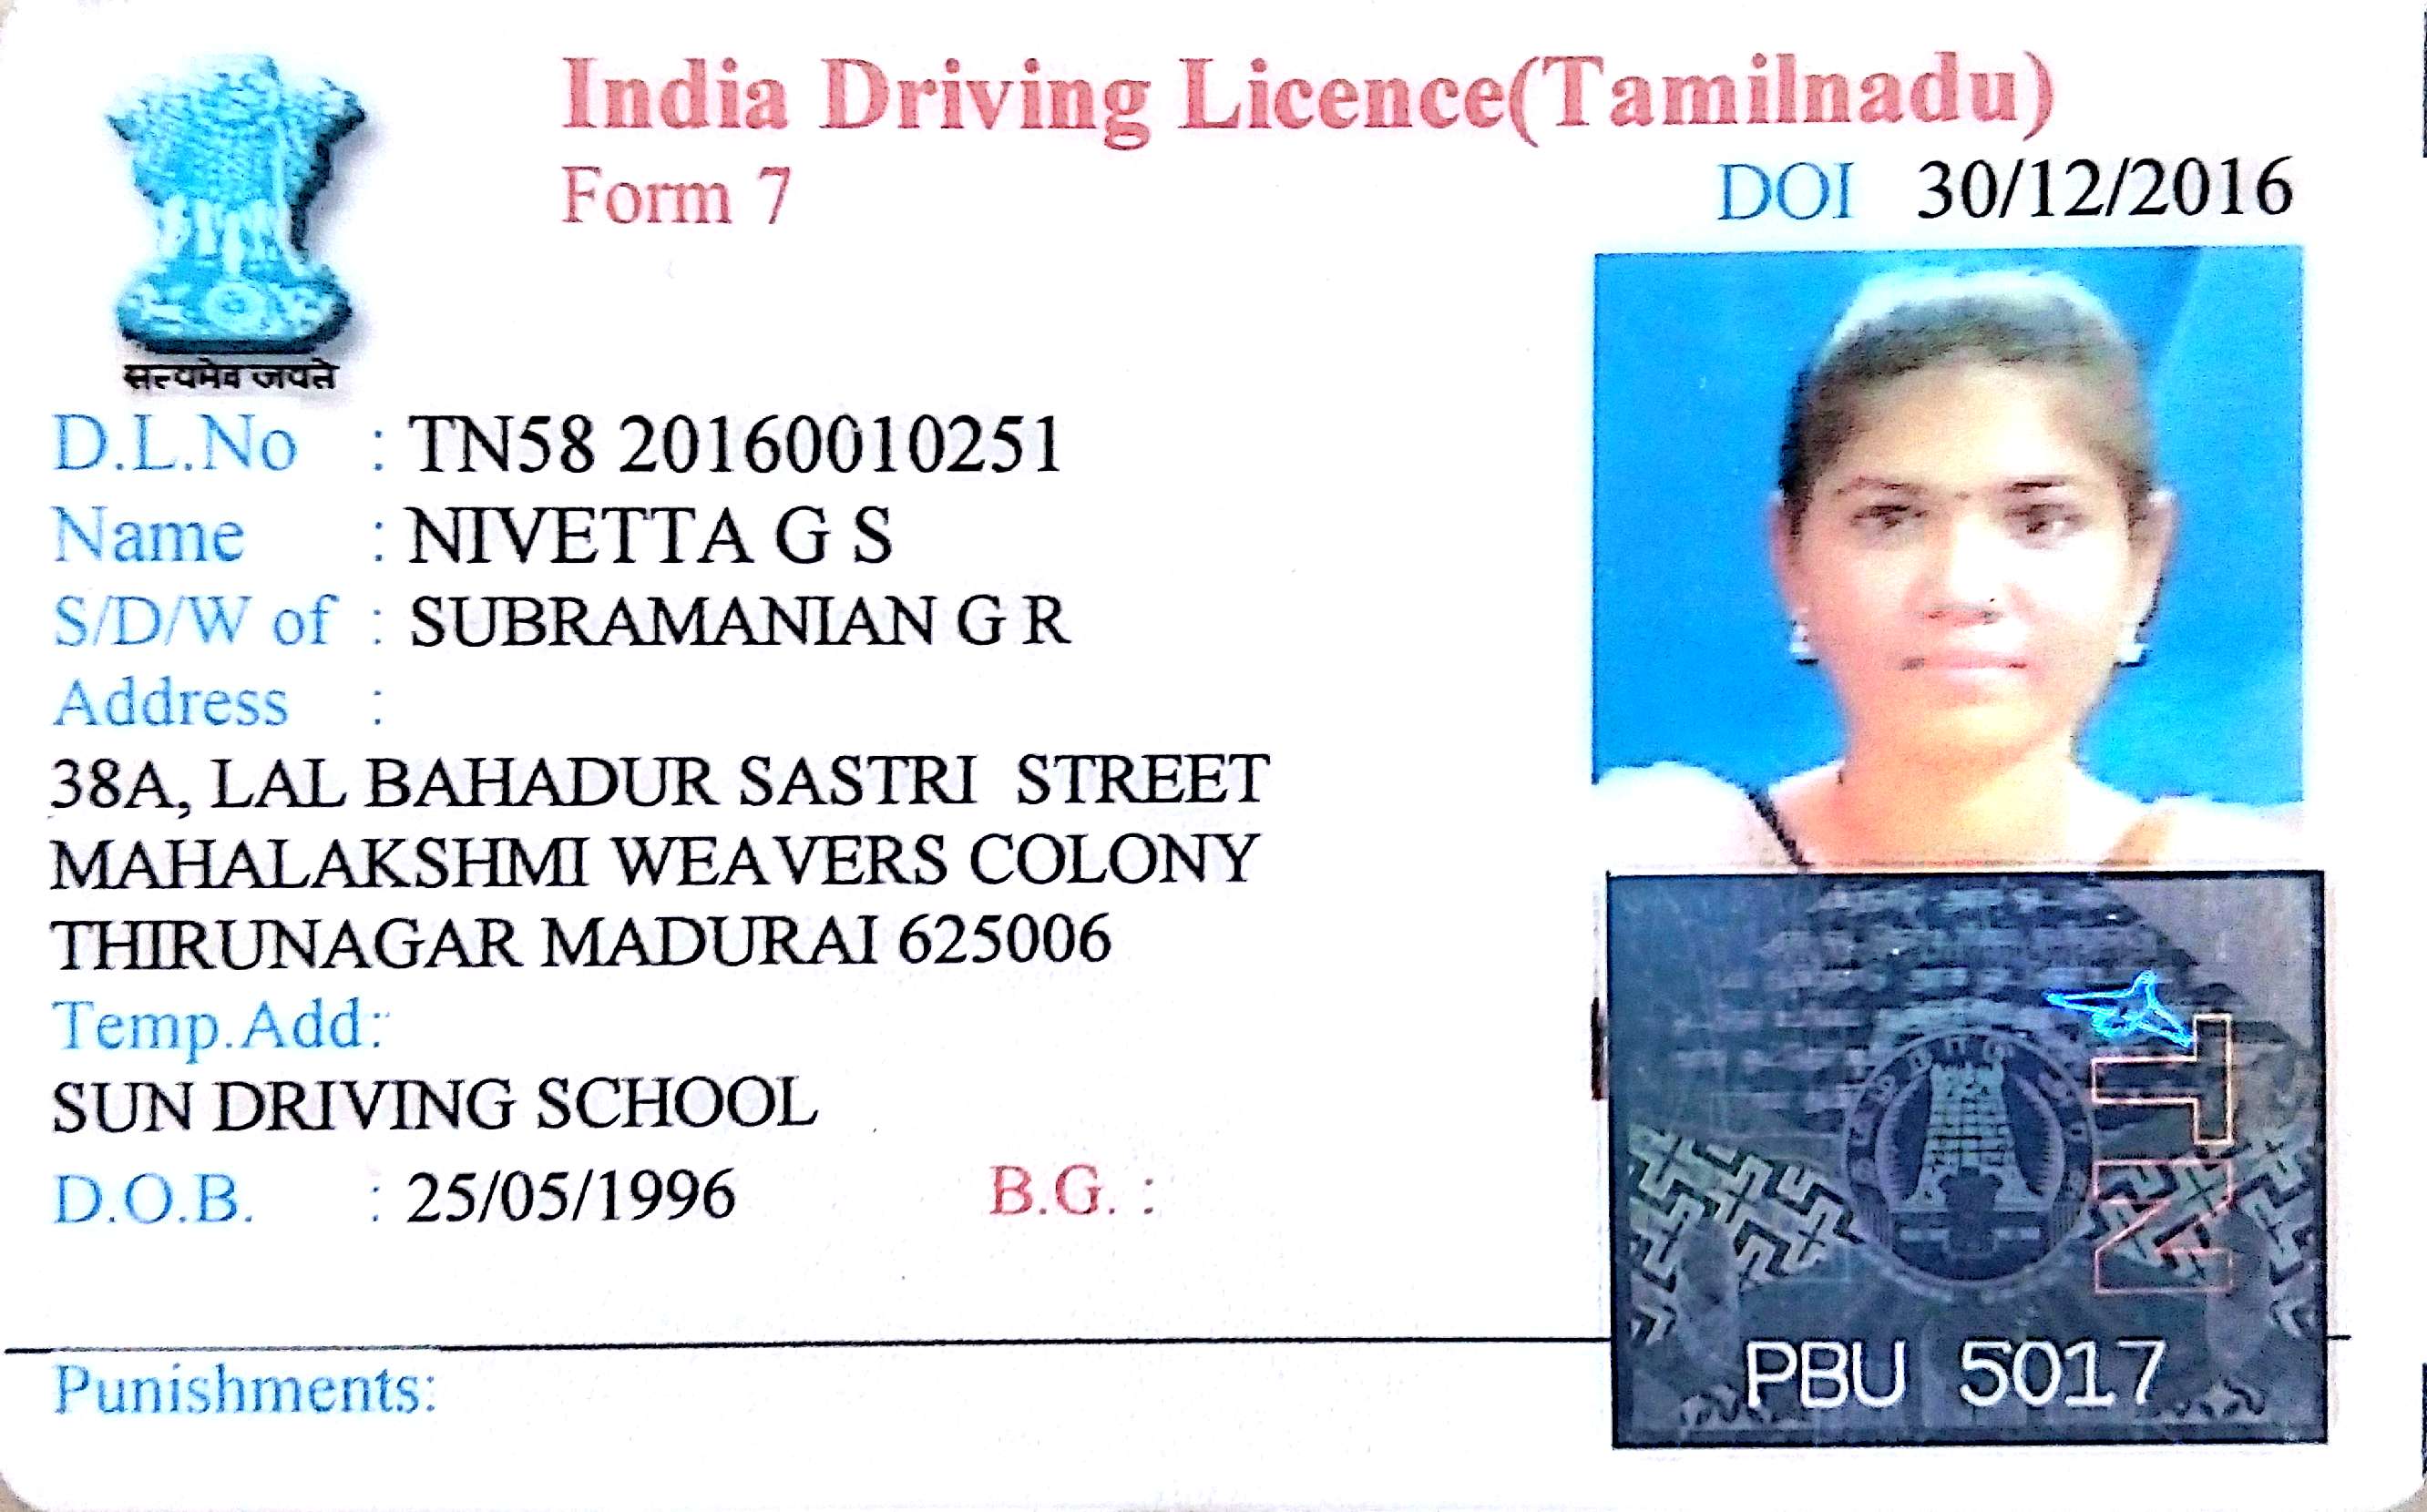 India Driving Licence(Tamilnadu)
Form 7
DOI 30/12/2016
सत्यमेव जयते
D.L.No : TN58 20160010251
Name : NIVETTA G S
S/D/W of : SUBRAMANIAN G R
Address :
38A, LAL BAHADUR SASTRI STREET
MAHALAKSHMI WEAVERS COLONY
THIRUNAGAR MADURAI 625006
Temp.Add:
SUN DRIVING SCHOOL
D.O.B. : 25/05/1996 B.G. :
TN
PBU 5017
Punishments: